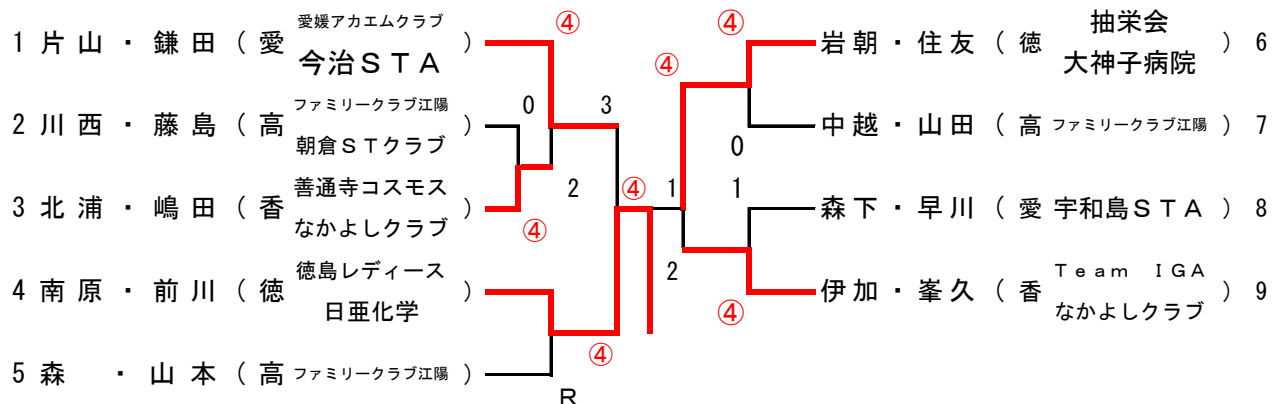 愛媛アカエムクラブ
1 片山・鎌田(愛 今治STA )
④
0 3
ファミリークラブ江陽
2 川西・藤島(高 朝倉STクラブ )
2
善通寺コスモス
3 北浦・嶋田(香 なかよしクラブ )
④
④
徳島レディース
4 南原・前川(徳 日亜化学 )
④
5 森 ・山本(高 ファミリークラブ江陽 )
R
④
④
抽栄会
岩朝・住友(徳 大神子病院 ) 6
中越・山田(高 ファミリークラブ江陽 ) 7
0
1 1
森下・早川(愛 宇和島STA ) 8
2
Team IGA
伊加・峯久(香 なかよしクラブ ) 9
④